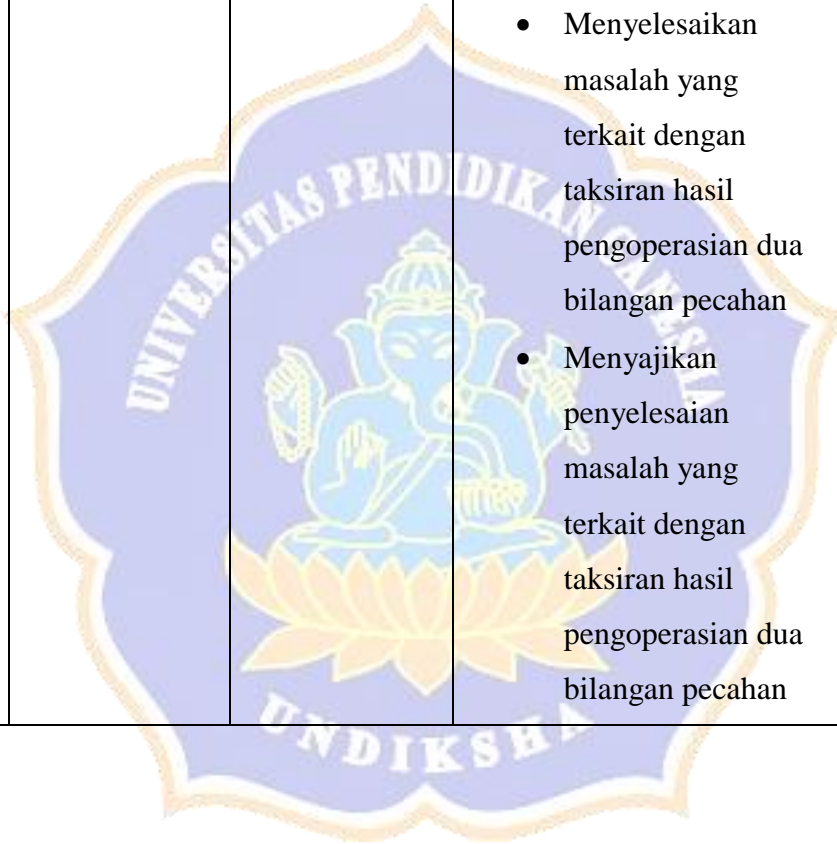 • Menyelesaikan
masalah yang
terkait dengan
taksiran hasil
pengoperasian dua
bilangan pecahan
• Menyajikan
penyelesaian
masalah yang
terkait dengan
taksiran hasil
pengoperasian dua
bilangan pecahan
UNIVERSITAS PENDIDIKAN GANESHA
UNDIKSHA